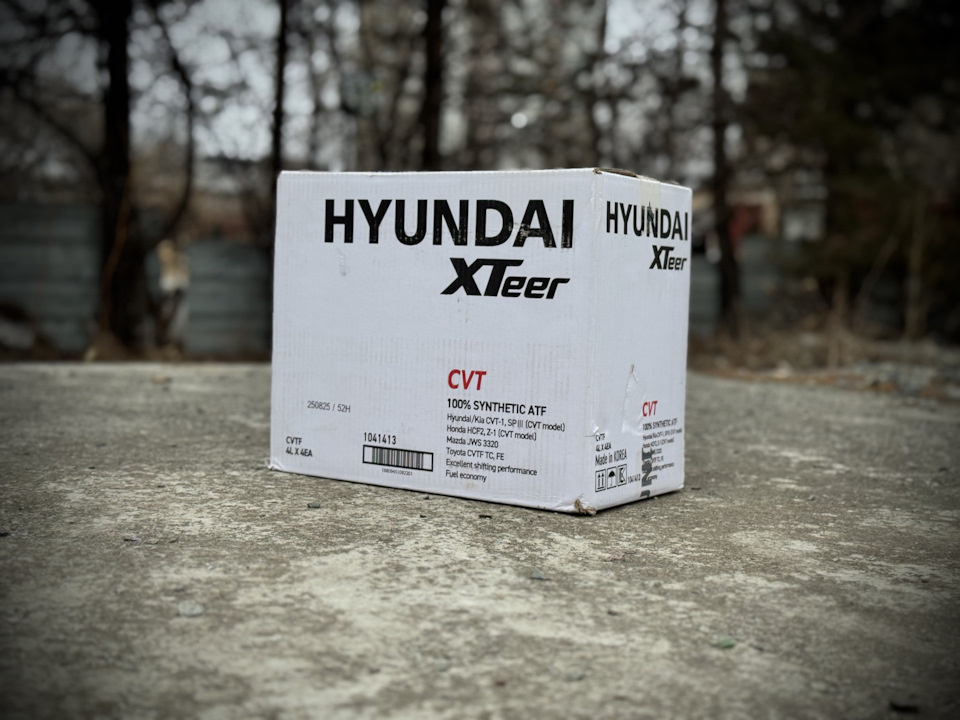 HYUNDAI
XTeer
CVT
100% SYNTHETIC ATF
Hyundai/Kia CVT-1, SP III (CVT model)
Honda HCF2, Z-1 (CVT model)
Mazda JWS 3320
Toyota CVTF TC, FE
Excellent shifting performance
Fuel economy
250825 / 52H
CVTF
4L X 4EA
1041413
HYUNDAI
XTeer
CVT
100% SYNTHETIC ATF
CVTF
4L X 4EA
Made in KOREA
1041413